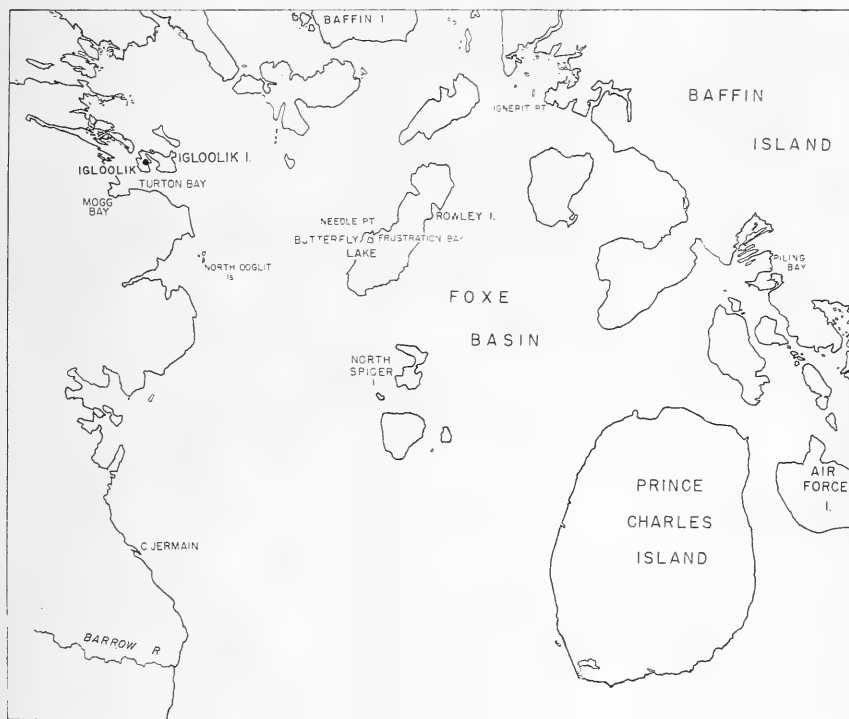 BAFFIN I
BAFFIN
IGNERIT PT
ISLAND
IGLOOLIK I.
IGLOOLIK
TURTON BAY
MOGG
BAY
ROWLEY I.
NEEDLE PT
BUTTERFLY
FRUSTRATION BAY
LAKE
NORTH OOGLIT
IS
PILING
BAY
FOXE
BASIN
NORTH
SPICER
I
AIR
FORCE
I.
PRINCE
CHARLES
ISLAND
C JERMAIN
BARROW R